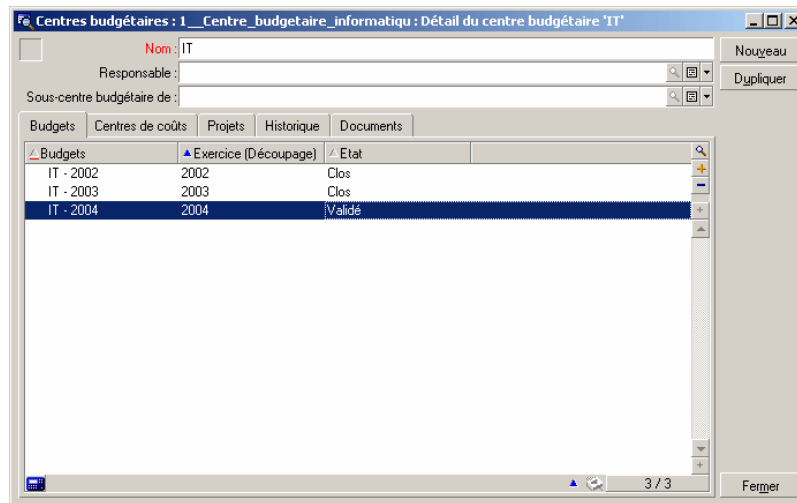 Centres budgétaires : 1__Centre_budgetaire_informatiqu : Détail du centre budgétaire 'IT'
Nom : IT
Nouveau
Responsable :
Dupliquer
Sous-centre budgétaire de :
Budgets Centres de coûts Projets Historique Documents
Budgets Exercice (Découpage) Etat
IT - 2002 2002 Clos
IT - 2003 2003 Clos
IT - 2004 2004 Validé
3 / 3
Fermer